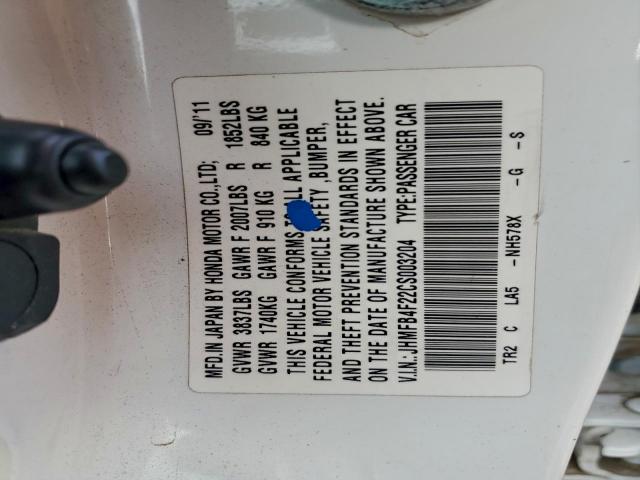 MFD.IN JAPAN BY HONDA MOTOR CO.,LTD; 09/'11
GVWR 3837LBS GAWR F 2007LBS R 1852LBS
GVWR 1740KG GAWR F 910 KG R 840 KG
THIS VEHICLE CONFORMS ALL APPLICABLE
FEDERAL MOTOR VEHICLE SAFETY ,BUMPER,
AND THEFT PREVENTION STANDARDS IN EFFECT
ON THE DATE OF MANUFACTURE SHOWN ABOVE.
V.I.N.:JHMFB4F22CS003204 TYPE:PASSENGER CAR
TR2 C LA5 -NH578X -G -S